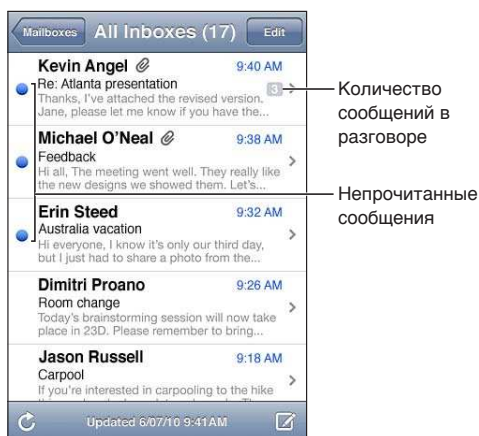 Mailboxes All Inboxes (17) Edit
Kevin Angel 9:40 AM
Re: Atlanta presentation 3
Thanks, I've attached the revised version.
Jane, please let me know if you have the...
Michael O'Neal 9:38 AM
Feedback
Hi all, The meeting went well. They really like
the new designs we showed them. Let's...
Erin Steed 9:32 AM
Australia vacation
Hi everyone, I know it's only our third day,
but I just had to share a photo from the...
Dimitri Proano 9:26 AM
Room change
Today's brainstorming session will now take
place in 23D. Please remember to bring...
Jason Russell 9:18 AM
Carpool
If you're interested in carpooling to the hike
Updated 6/07/10 9:41AM
Количество
сообщений в
разговоре
Непрочитанные
сообщения